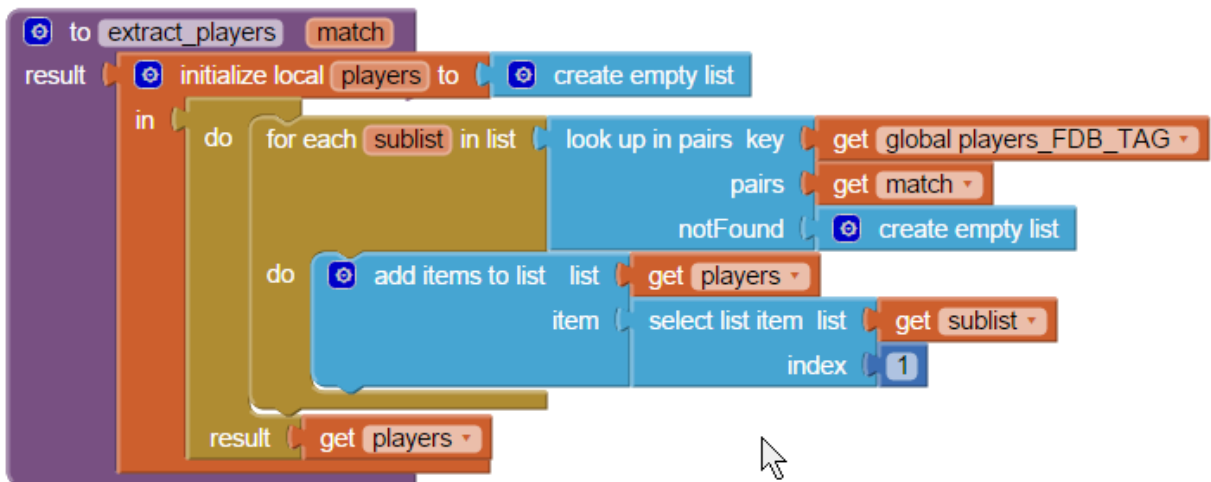 to extract_players match
result initialize local players to create empty list
in do for each sublist in list look up in pairs key get global players_FDB_TAG
pairs get match
notFound create empty list
do add items to list list get players
item select list item list get sublist
index 1
result get players